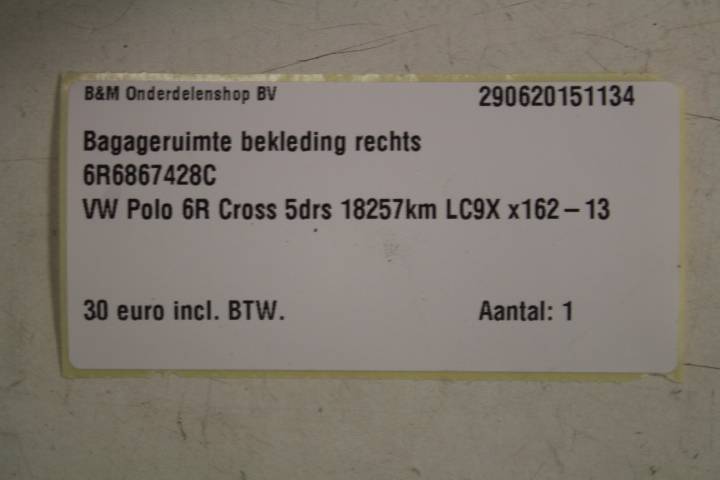 B&M Onderdelenshop BV 290620151134
Bagageruimte bekleding rechts
6R6867428C
VW Polo 6R Cross 5drs 18257km LC9X x162-13
30 euro incl. BTW. Aantal: 1